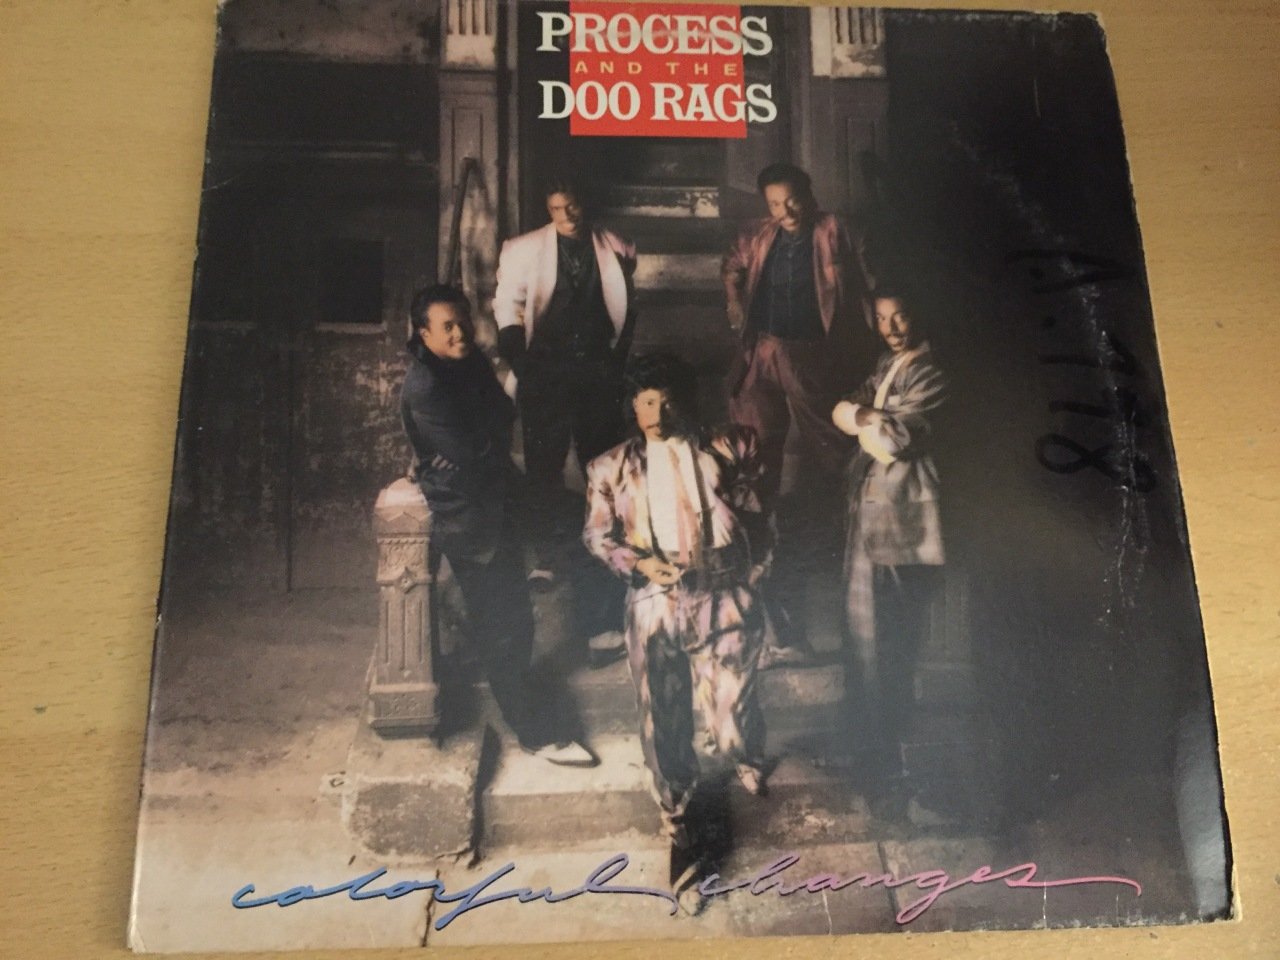 PROCESS
AND THE
DOO RAGS
colorful changes